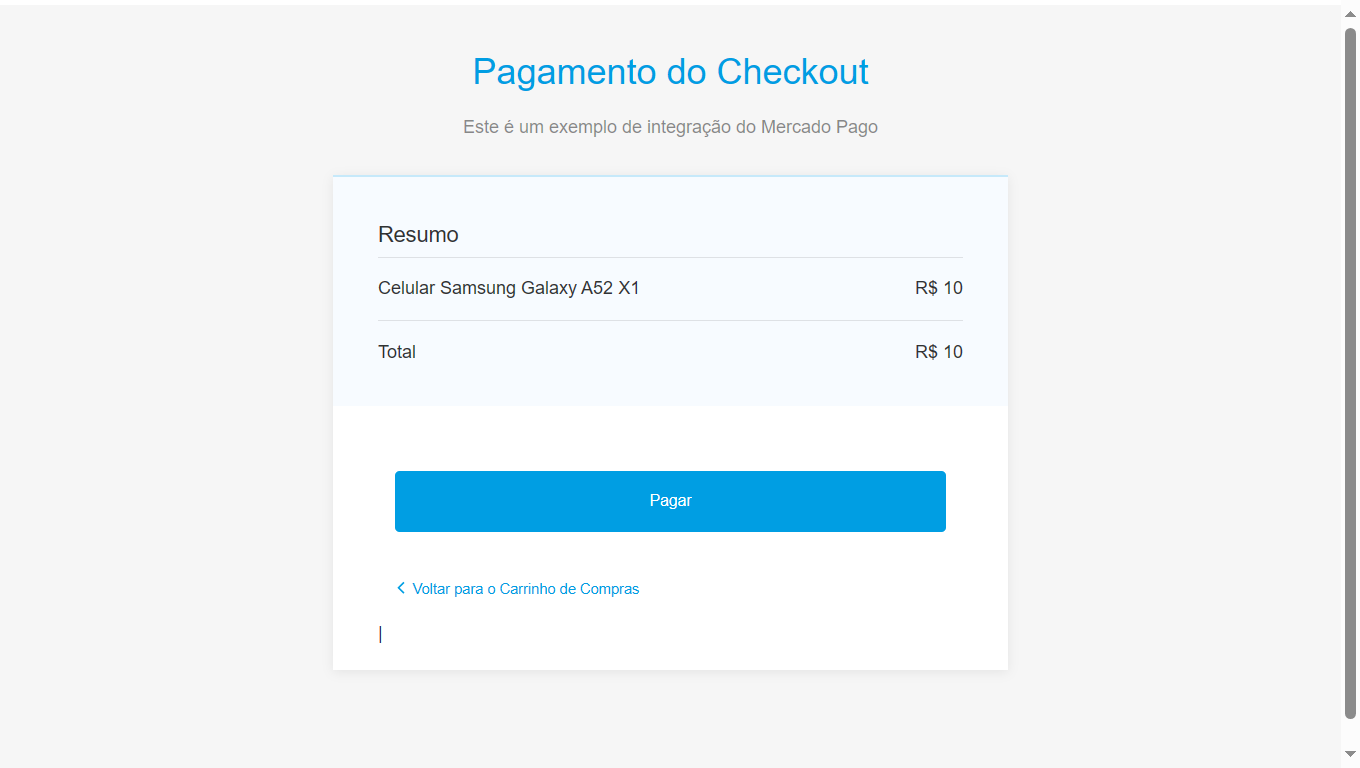 Pagamento do Checkout
Este é um exemplo de integração do Mercado Pago
Resumo
Celular Samsung Galaxy A52 X1 R$ 10
Total R$ 10
Pagar
Voltar para o Carrinho de Compras